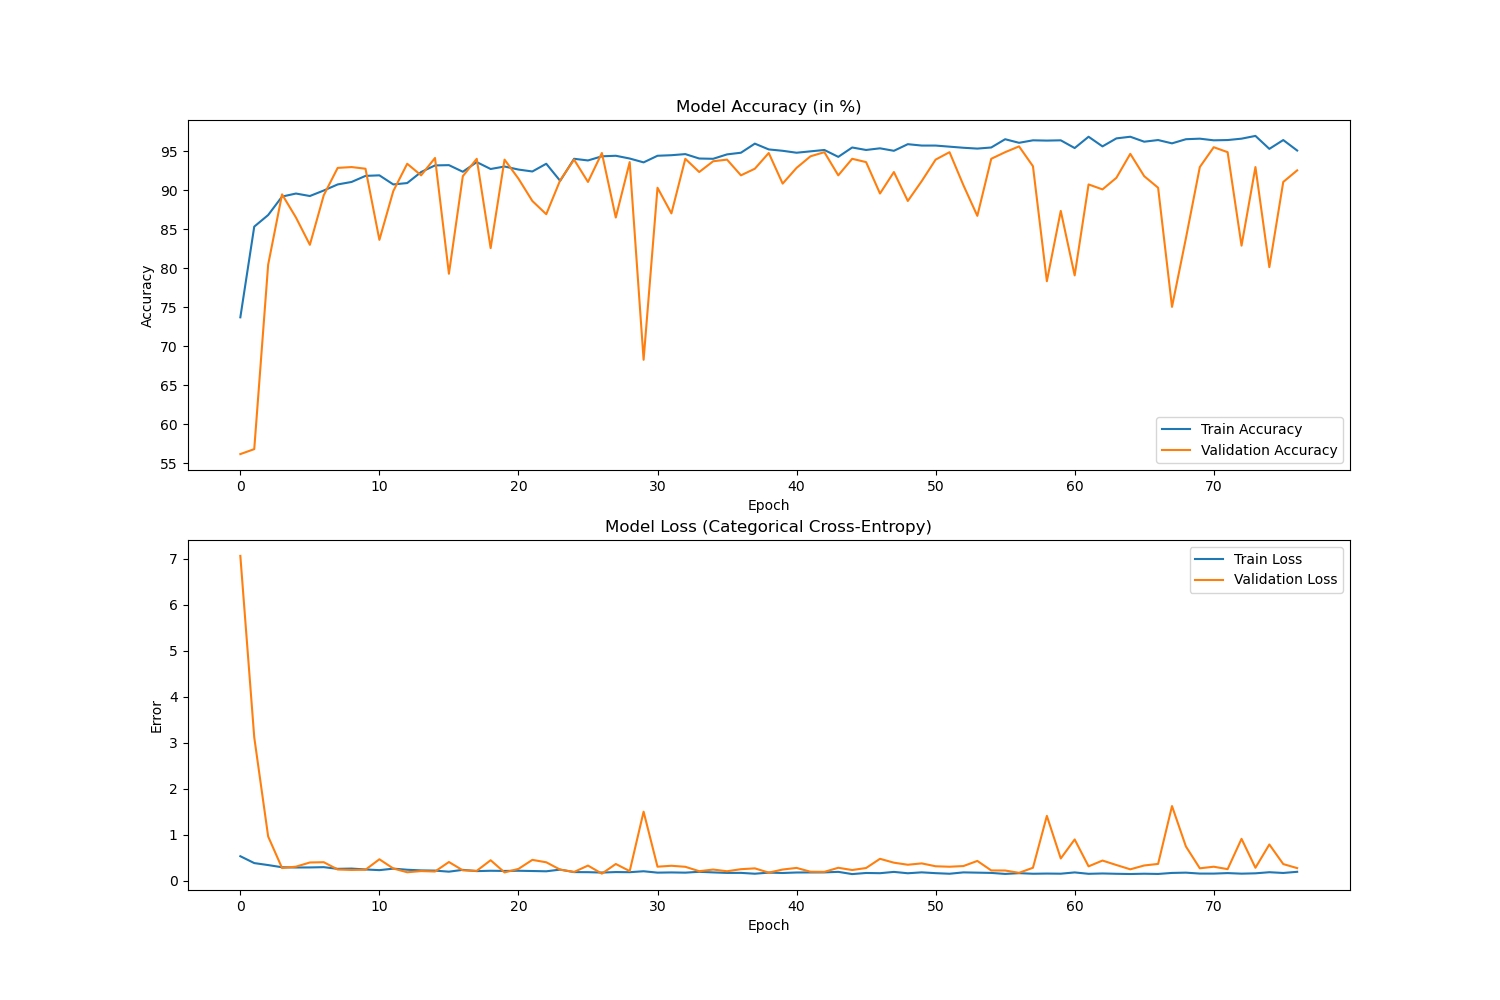 Model Accuracy (in %)
95
90
85
80
75
70
65
60
55
Accuracy
Train Accuracy
Validation Accuracy
0 10 20 30 40 50 60 70
Epoch
Model Loss (Categorical Cross-Entropy)
7
6
5
4
3
2
1
0
Error
Train Loss
Validation Loss
0 10 20 30 40 50 60 70
Epoch